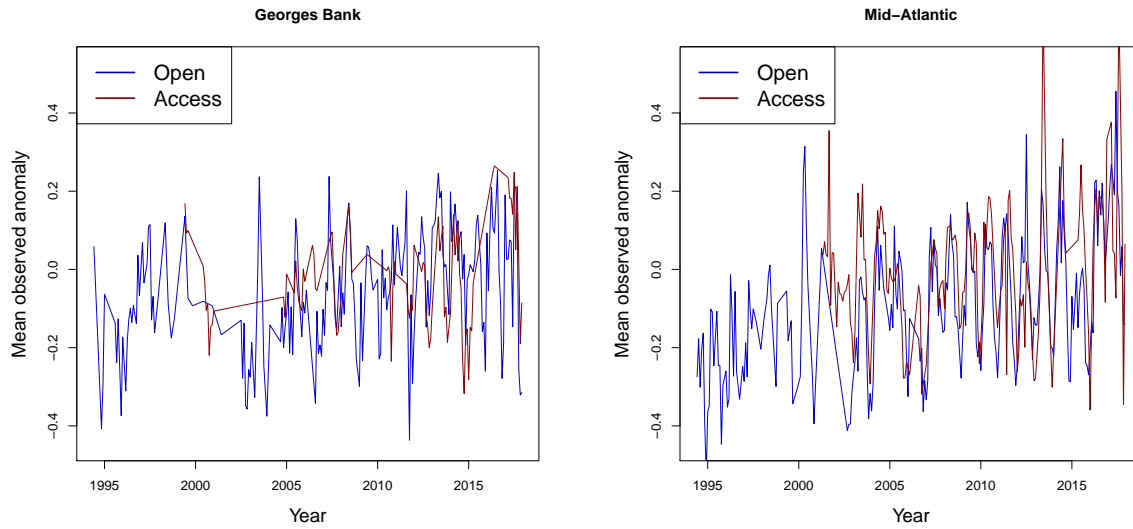 Georges Bank
Open
Access
Mean observed anomaly
0.4
0.2
0.0
−0.2
−0.4
1995 2000 2005 2010 2015
Year
Mid−Atlantic
Open
Access
Mean observed anomaly
0.4
0.2
0.0
−0.2
−0.4
1995 2000 2005 2010 2015
Year